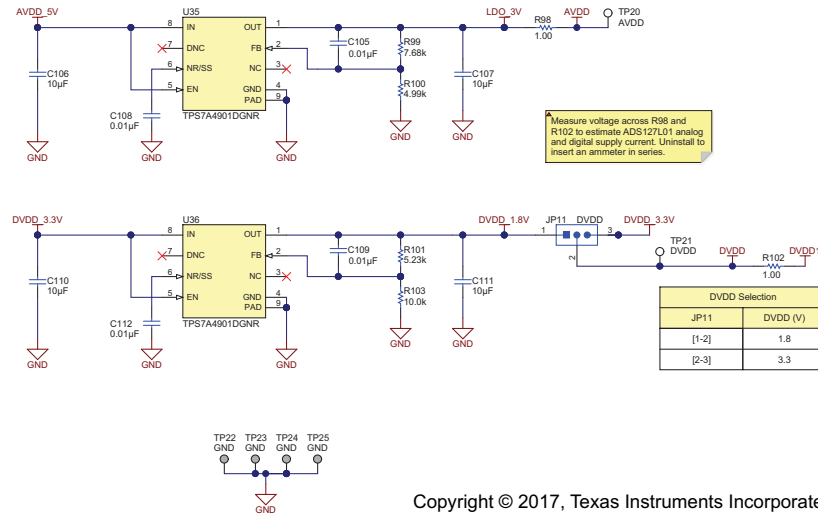 AVDD_5V
U35
8
IN
OUT
1
7
DNC
FB
2
6
NR/SS
NC
3
5
EN
GND
4
PAD
9
TPS7A4901DGNR
C106
10µF
C108
0.01µF
C105
0.01µF
R99
7.68k
R100
4.99k
C107
10µF
LDO_3V
R98
1.00
AVDD
TP20
AVDD
GND
GND
GND
GND
GND
Measure voltage across R98 and
R102 to estimate ADS127L01 analog
and digital supply current. Uninstall to
insert an ammeter in series.
DVDD_3.3V
U36
8
IN
OUT
1
7
DNC
FB
2
6
NR/SS
NC
3
5
EN
GND
4
PAD
9
TPS7A4901DGNR
C110
10µF
C112
0.01µF
C109
0.01µF
R101
5.23k
R103
10.0k
C111
10µF
DVDD_1.8V
JP11
DVDD
1
3
2
DVDD_3.3V
TP21
DVDD
DVDD
R102
1.00
GND
GND
GND
GND
GND
DVDD Selection
JP11
DVDD (V)
[1-2]
1.8
[2-3]
3.3
TP22
GND
TP23
GND
TP24
GND
TP25
GND
GND
Copyright © 2017, Texas Instruments